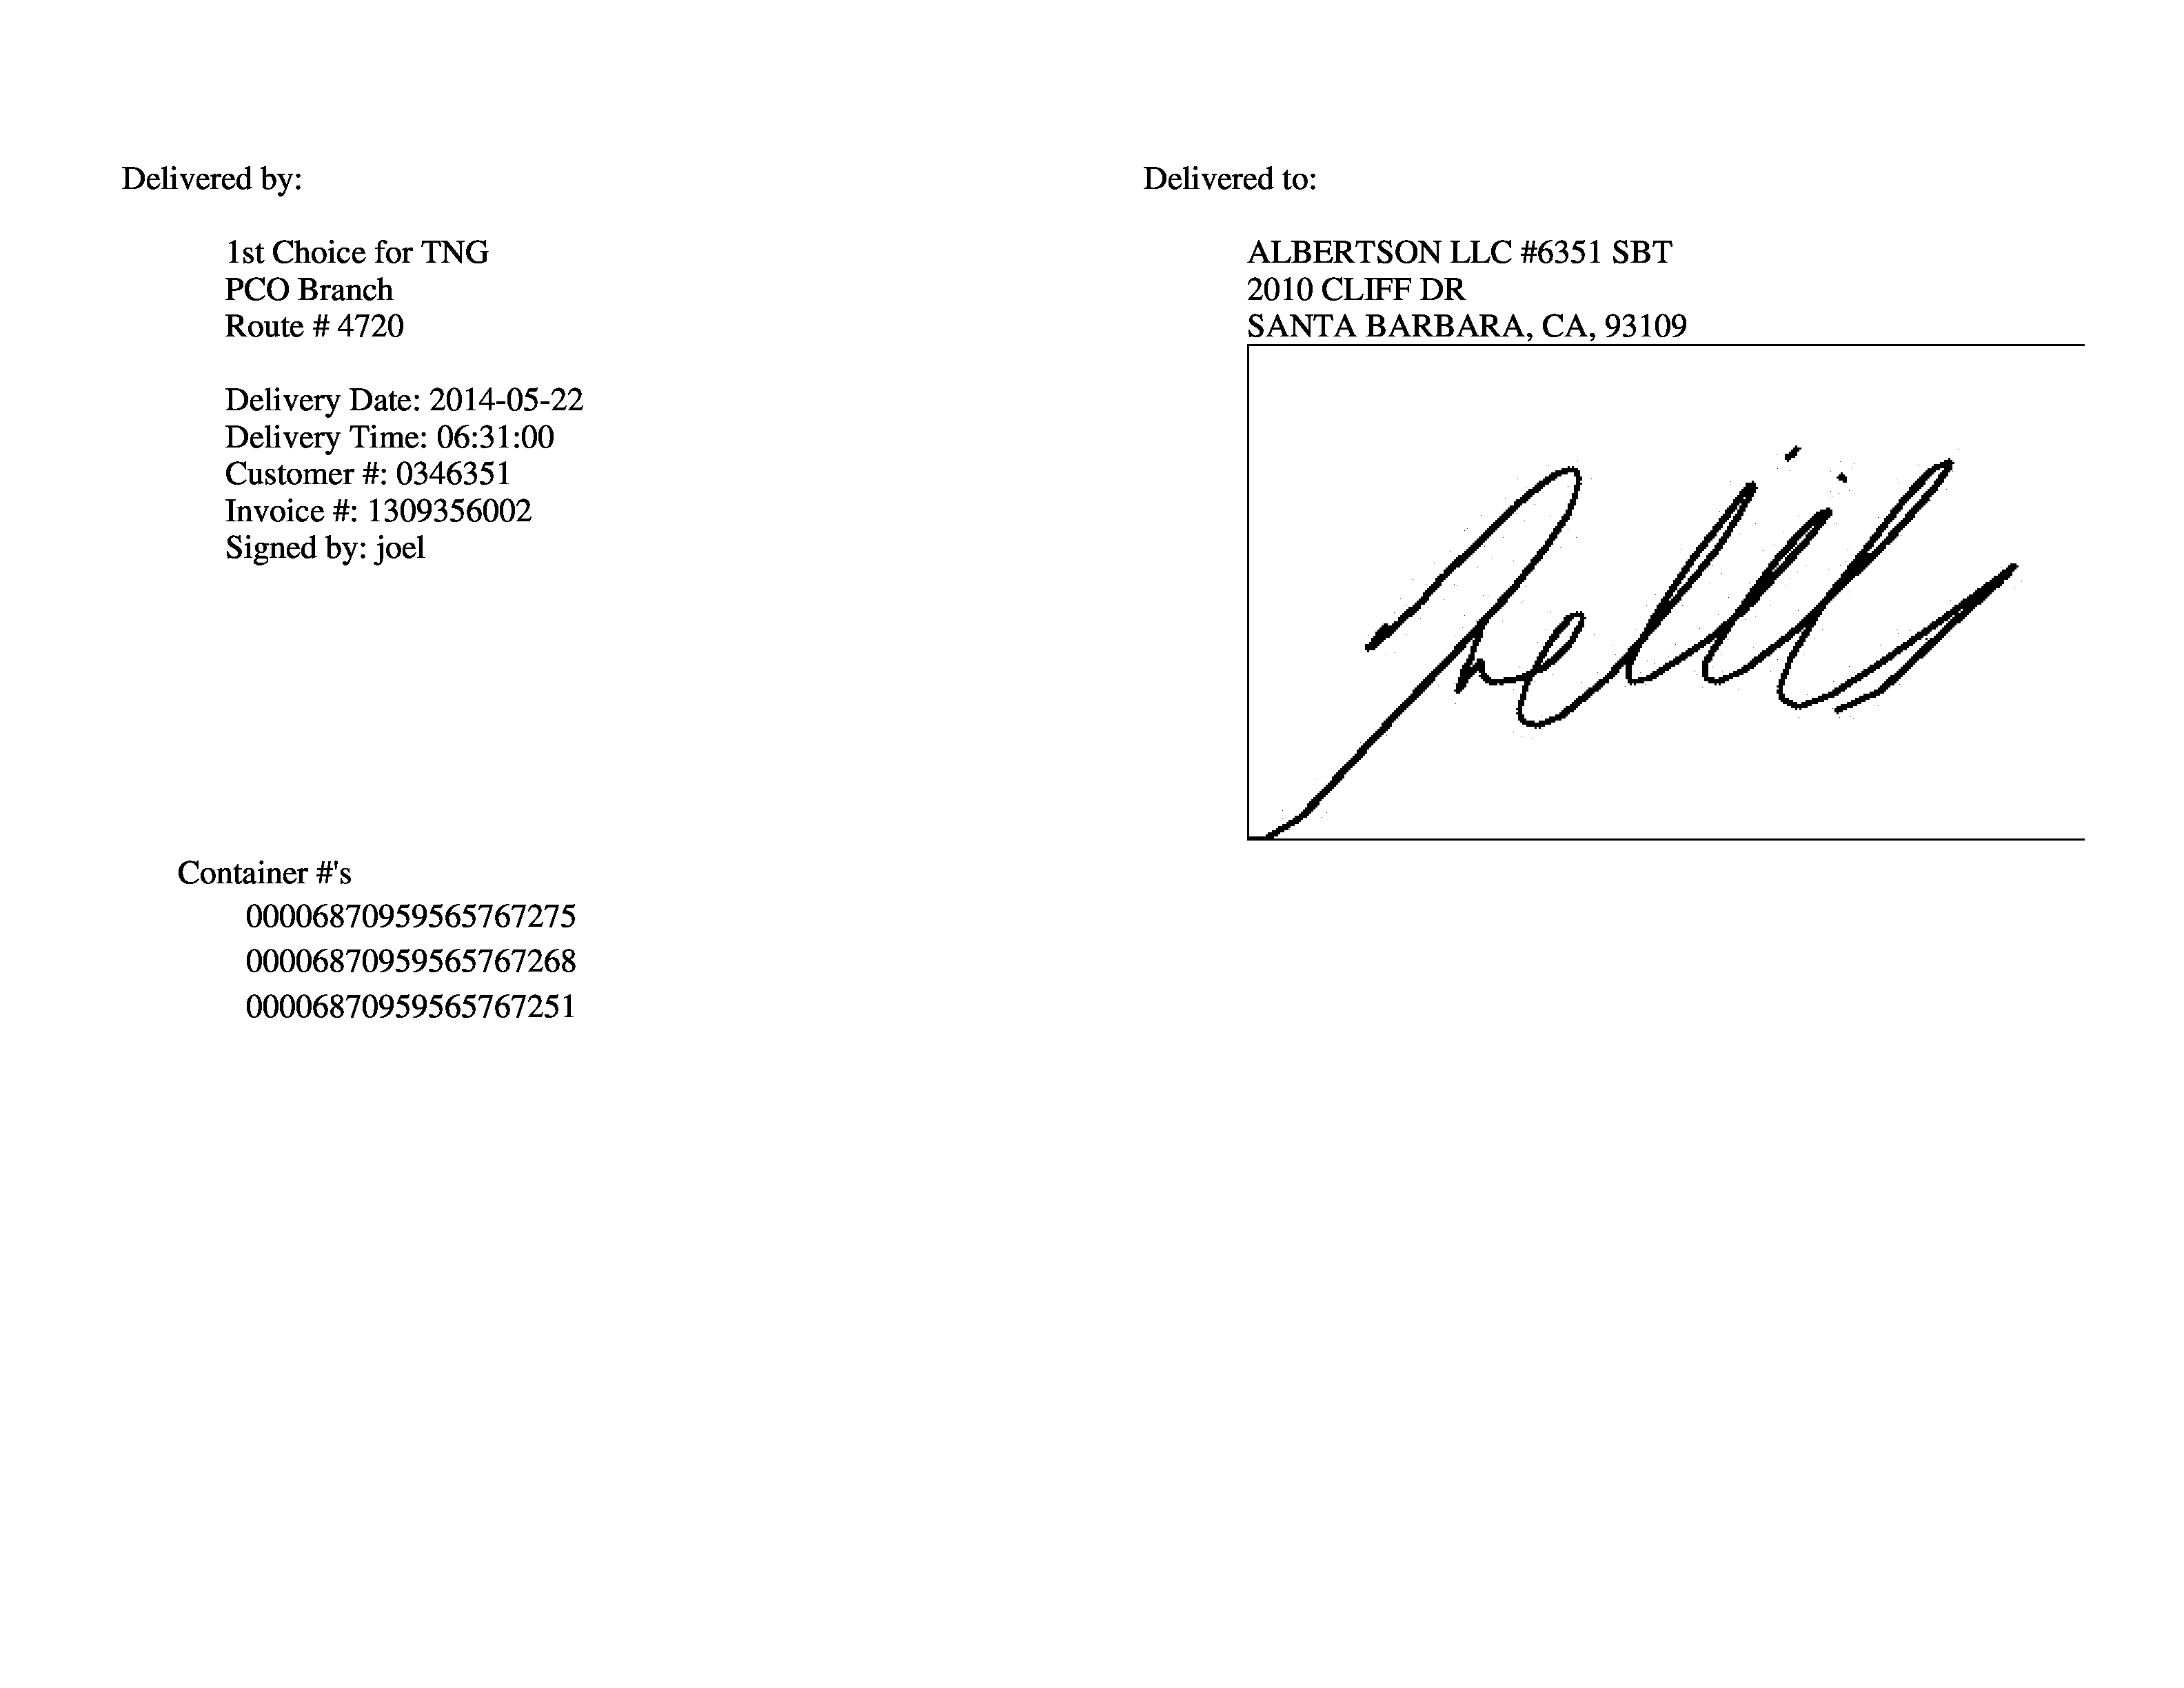 Delivered by:
1st Choice for TNG
PCO Branch
Route # 4720
Delivery Date: 2014-05-22
Delivery Time: 06:31:00
Customer #: 0346351
Invoice #: 1309356002
Signed by: joel
Delivered to:
ALBERTSON LLC #6351 SBT
2010 CLIFF DR
SANTA BARBARA, CA, 93109
Container #'s
00006870959565767275
00006870959565767268
00006870959565767251